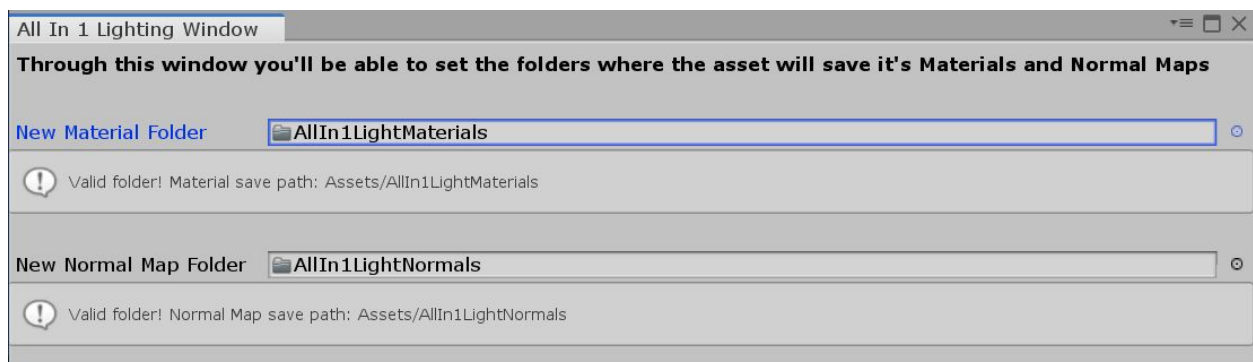 All In 1 Lighting Window
Through this window you'll be able to set the folders where the asset will save it's Materials and Normal Maps
New Material Folder AllIn1LightMaterials
Valid folder! Material save path: Assets/AllIn1LightMaterials
New Normal Map Folder AllIn1LightNormals
Valid folder! Normal Map save path: Assets/AllIn1LightNormals